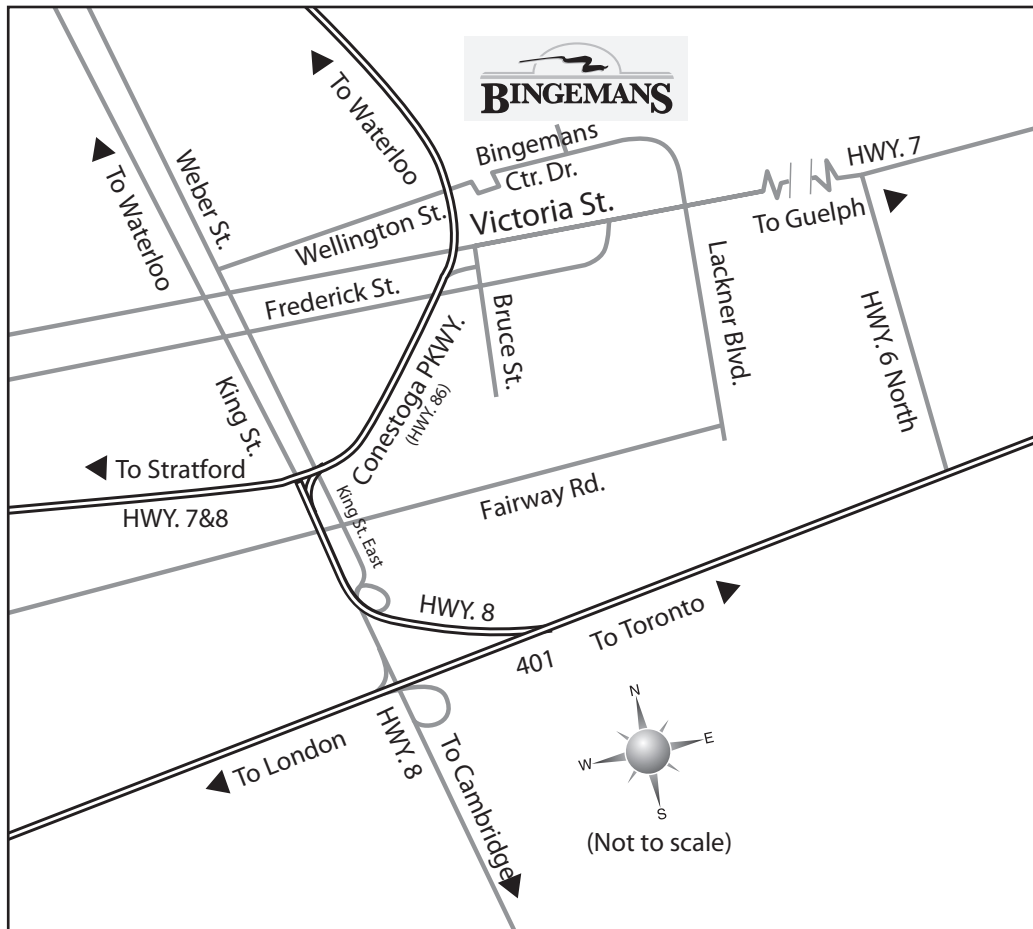 BINGEMANS
To Waterloo
To Waterloo
Weber St.
Bingemans
Ctr. Dr.
HWY. 7
Wellington St.
Victoria St.
To Guelph
Frederick St.
Bruce St.
Lackner Blvd.
HWY. 6 North
King St.
Conestoga PKWY.
(HWY. 86)
To Stratford
HWY. 7&8
King St. East
Fairway Rd.
HWY. 8
To Toronto
401
To London
HWY. 8
To Cambridge
N
E
W
S
(Not to scale)